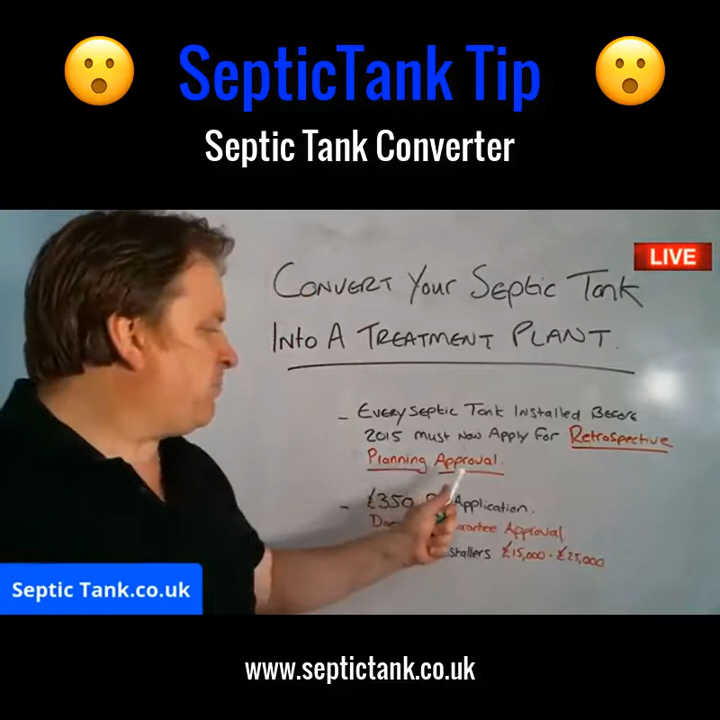 SepticTank Tip
Septic Tank Converter
LIVE
CONVERT Your Septic Tank
Into A TREATMENT PLANT.
- Every Septic Tank Installed Before
2015 Must Now Apply For Retrospective
Planning Approval.
- £350 Application.
Approval
£15,000 - £25,000
Septic Tank.co.uk
www.septictank.co.uk